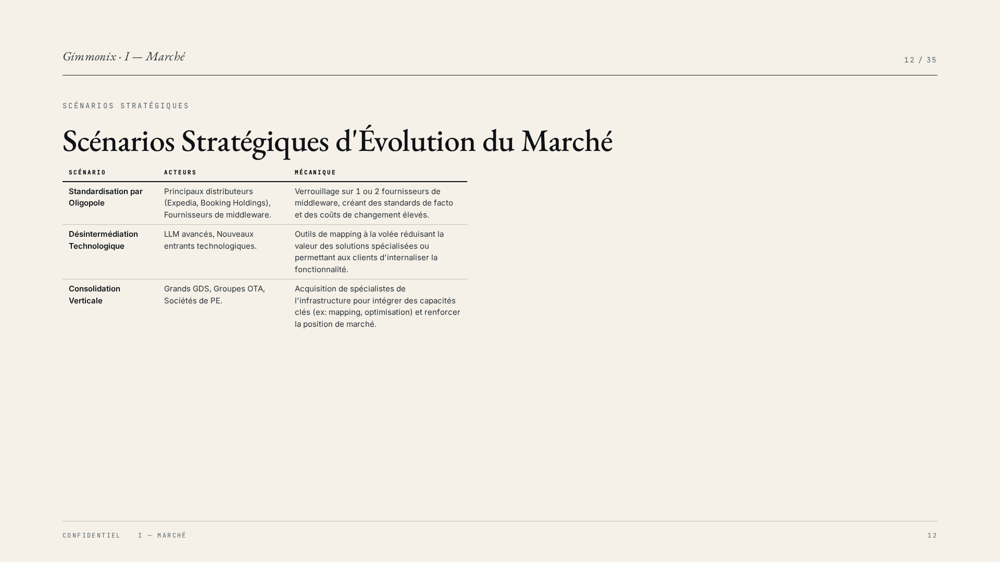 Gimmonix · I — Marché
12 / 35
SCÉNARIOS STRATÉGIQUES
Scénarios Stratégiques d'Évolution du Marché
SCÉNARIO ACTEURS MÉCANIQUE
Standardisation par
Oligopole
Principaux distributeurs
(Expedia, Booking Holdings),
Fournisseurs de middleware.
Verrouillage sur 1 ou 2 fournisseurs de
middleware, créant des standards de facto
et des coûts de changement élevés.
Désintermédiation
Technologique
LLM avancés, Nouveaux
entrants technologiques.
Outils de mapping à la volée réduisant la
valeur des solutions spécialisées ou
permettant aux clients d'internaliser la
fonctionnalité.
Consolidation
Verticale
Grands GDS, Groupes OTA,
Sociétés de PE.
Acquisition de spécialistes de
l'infrastructure pour intégrer des capacités
clés (ex: mapping, optimisation) et renforcer
la position de marché.
CONFIDENTIEL I — MARCHÉ
12